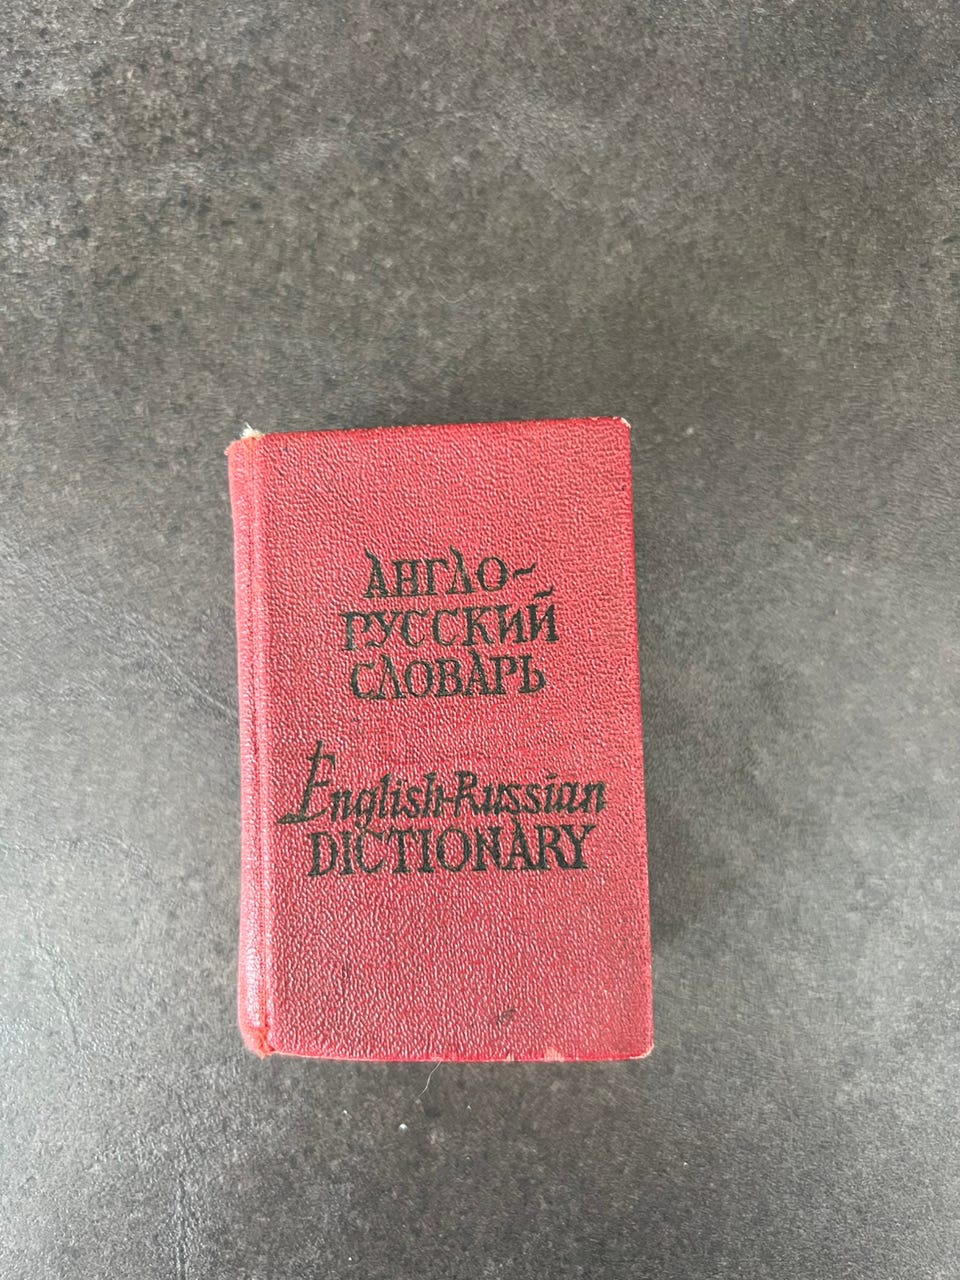 АНГЛО-
РУССКИЙ
СЛОВАРЬ
English-Russian
DICTIONARY